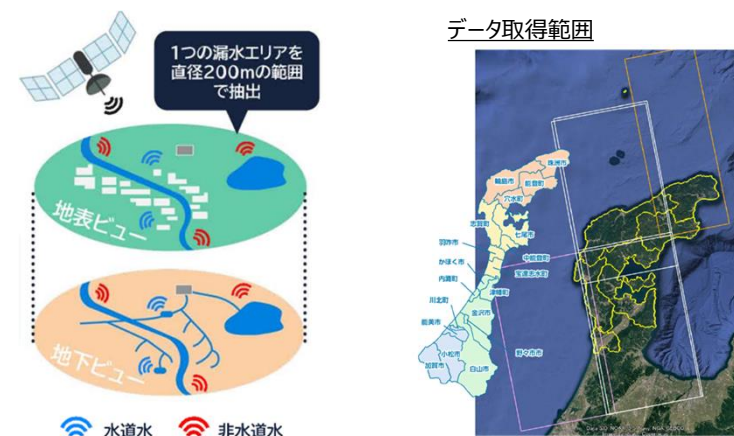 データ取得範囲
1つの漏水エリアを
直径200mの範囲
で抽出
地表ビュー
地下ビュー
水道水
非水道水
珠洲市
輪島市
能登町
穴水町
志賀町
七尾市
羽咋市
中能登町
かほく市
宝達志水町
内灘町
津幡町
川北町
金沢市
能美市
小松市
野々市市
加賀市
白山市